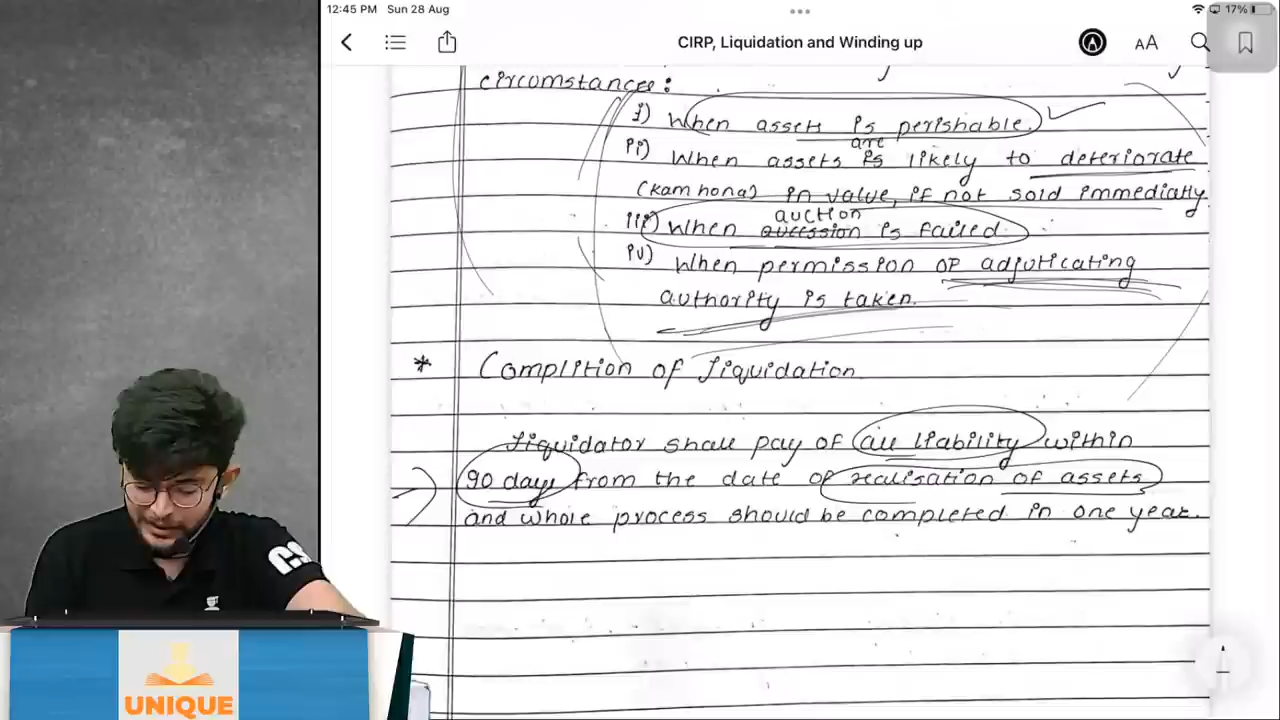 12:45 PM Sun 28 Aug
17%
CIRP, Liquidation and Winding up
AA
circumstances:
i) When assets is perishable.
are
ii) When assets is likely to deteriorate
(kam hona) in value, if not sold immediatly
auction
iii) When aucession is failed
iv) When permission of adjuticating
authority is taken.
* Complition of liquidation
liquidator shall pay of all liability within
90 days from the date of realisation of assets
and whole process should be completed in one year.
CS
UNIQUE